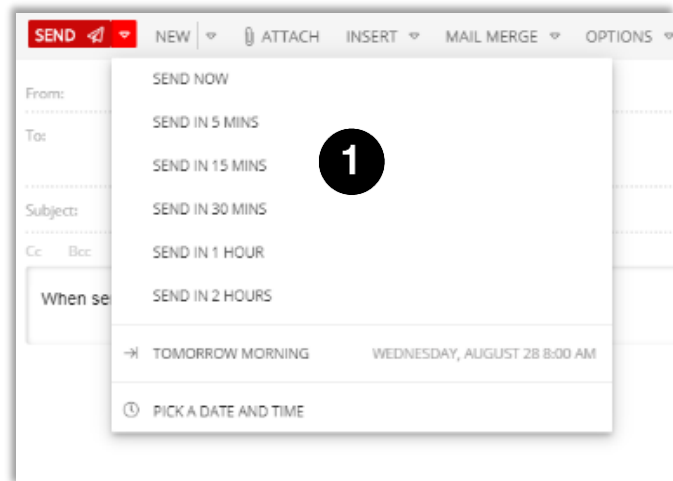 SEND NEW ATTACH INSERT MAIL MERGE OPTIONS
From:
SEND NOW
To:
SEND IN 5 MINS
SEND IN 15 MINS
1
Subject:
SEND IN 30 MINS
Cc Bcc
SEND IN 1 HOUR
When se
SEND IN 2 HOURS
TOMORROW MORNING WEDNESDAY, AUGUST 28 8:00 AM
PICK A DATE AND TIME